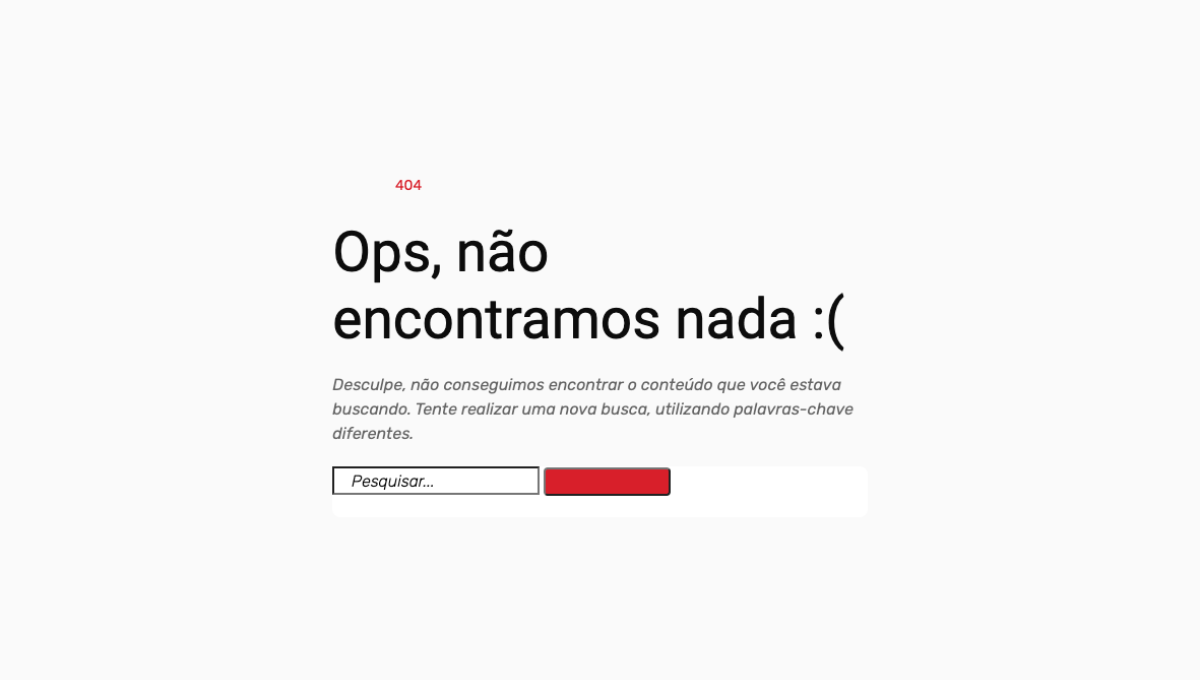 404
Ops, não
encontramos nada :(
Desculpe, não conseguimos encontrar o conteúdo que você estava
buscando. Tente realizar uma nova busca, utilizando palavras-chave
diferentes.
Pesquisar...